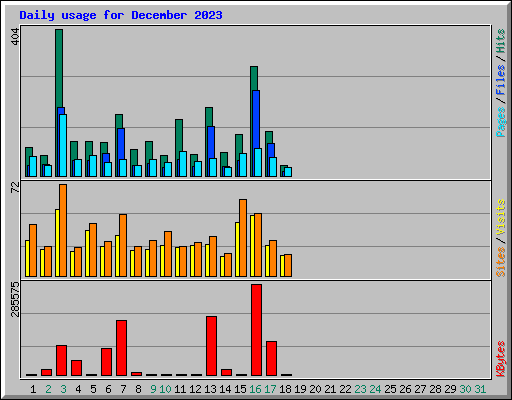 Daily usage for December 2023
404
72
285575
Pages / Files / Hits
Sites / Visits
KBytes
1 2 3 4 5 6 7 8 9 10 11 12 13 14 15 16 17 18 19 20 21 22 23 24 25 26 27 28 29 30 31